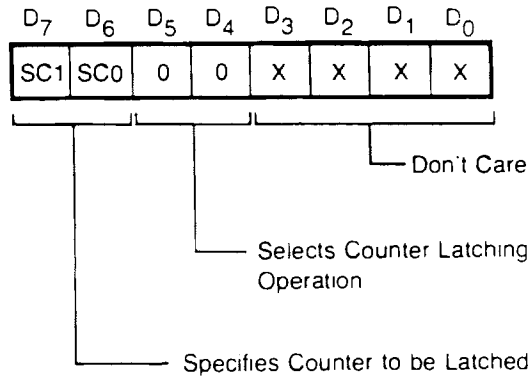 D7 D6 D5 D4 D3 D2 D1 D0
SC1 SC0 0 0 X X X X
Don't Care
Selects Counter Latching
Operation
Specifies Counter to be Latched